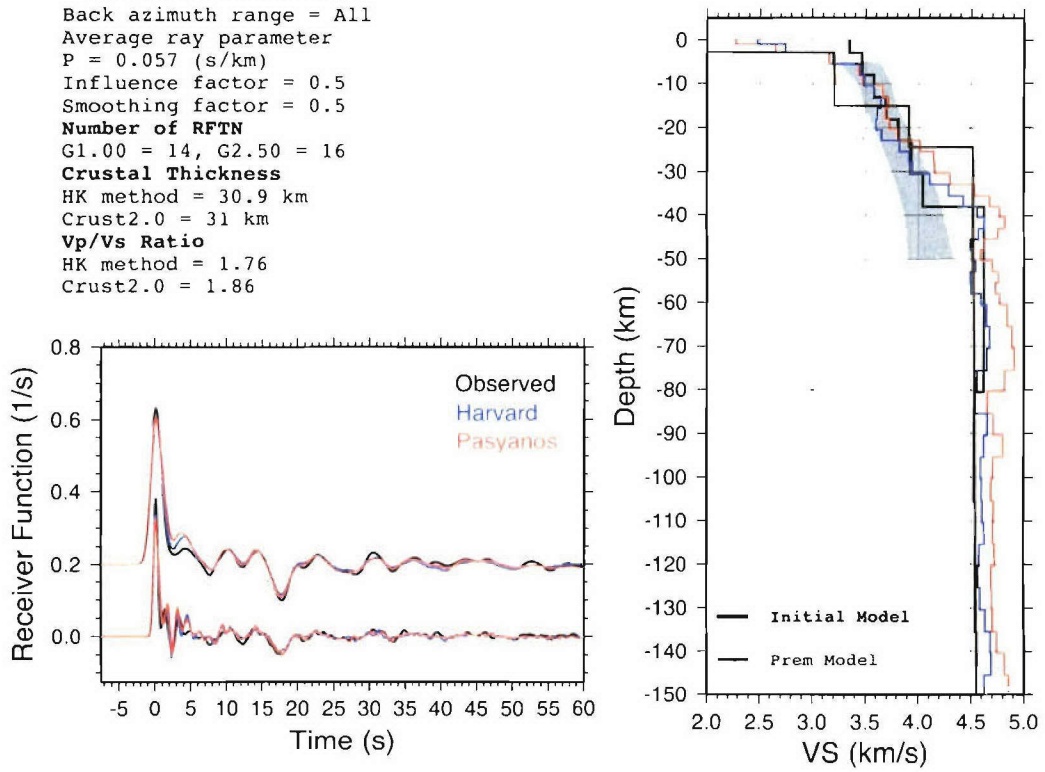 Back azimuth range = All
Average ray parameter
P = 0.057 (s/km)
Influence factor = 0.5
Smoothing factor = 0.5
Number of RFTN
G1.00 = 14, G2.50 = 16
Crustal Thickness
HK method = 30.9 km
Crust2.0 = 31 km
Vp/Vs Ratio
HK method = 1.76
Crust2.0 = 1.86
Receiver Function (1/s)
0.8
0.6
0.4
0.2
0.0
Observed
Harvard
Pasyanos
-5 0 5 10 15 20 25 30 35 40 45 50 55 60
Time (s)
Depth (km)
0
-10
-20
-30
-40
-50
-60
-70
-80
-90
-100
-110
-120
-130
-140
-150
Initial Model
Prem Model
2.0 2.5 3.0 3.5 4.0 4.5 5.0
VS (km/s)